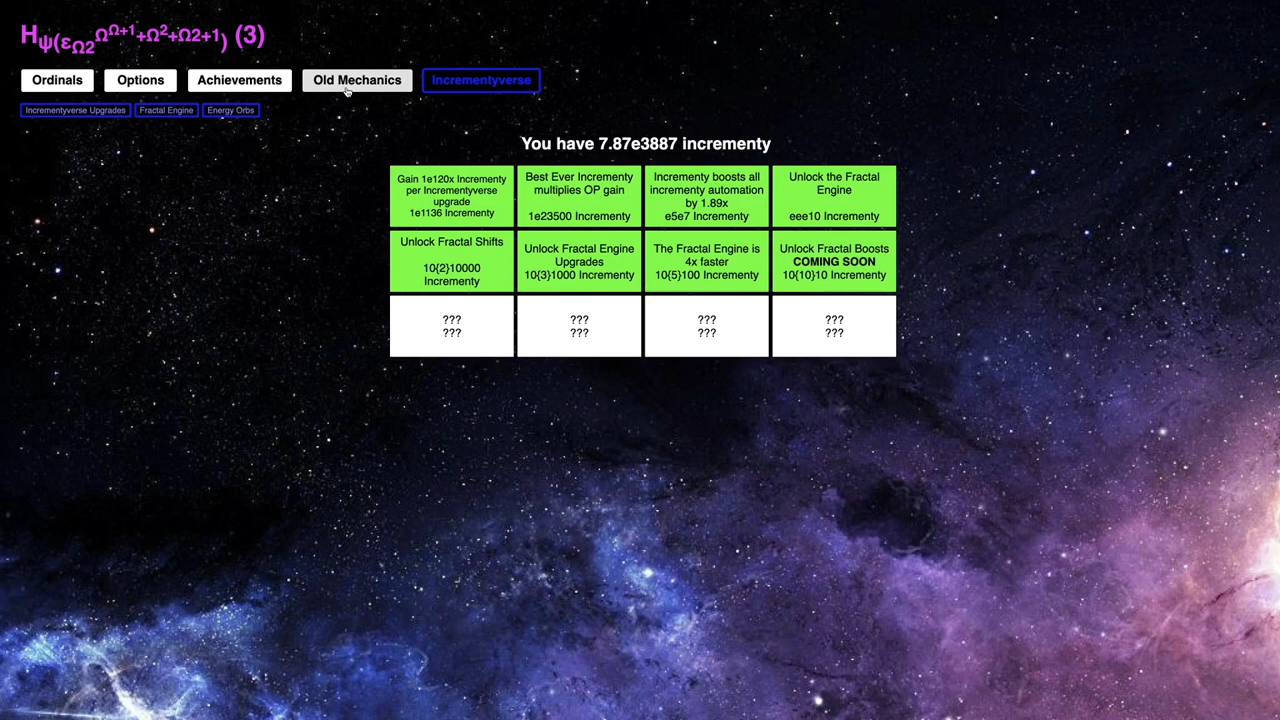 H_ψ(ε_Ω2^Ω^Ω+1+Ω^2+Ω2+1) (3)
Ordinals Options Achievements Old Mechanics Incrementyverse
Incrementyverse Upgrades Fractal Engine Energy Orbs
You have 7.87e3887 incrementy
Gain 1e120x Incrementy
per Incrementyverse
upgrade
1e1136 Incrementy
Best Ever Incrementy
multiplies OP gain
1e23500 Incrementy
Incrementy boosts all
incrementy automation
by 1.89x
e5e7 Incrementy
Unlock the Fractal
Engine
eee10 Incrementy
Unlock Fractal Shifts
10{2}10000
Incrementy
Unlock Fractal Engine
Upgrades
10{3}1000 Incrementy
The Fractal Engine is
4x faster
10{5}100 Incrementy
Unlock Fractal Boosts
COMING SOON
10{10}10 Incrementy
???
???
???
???
???
???
???
???